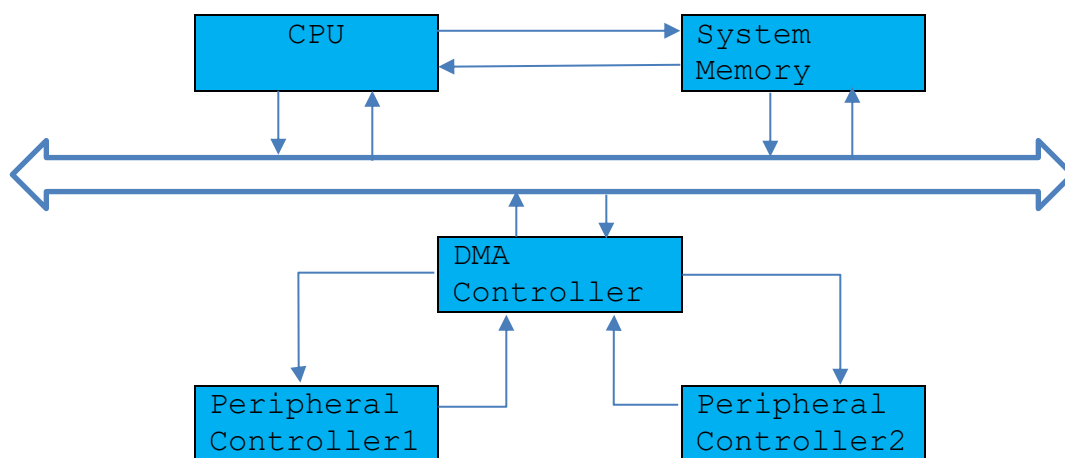 CPU
System
Memory
DMA
Controller
Peripheral
Controller1
Peripheral
Controller2